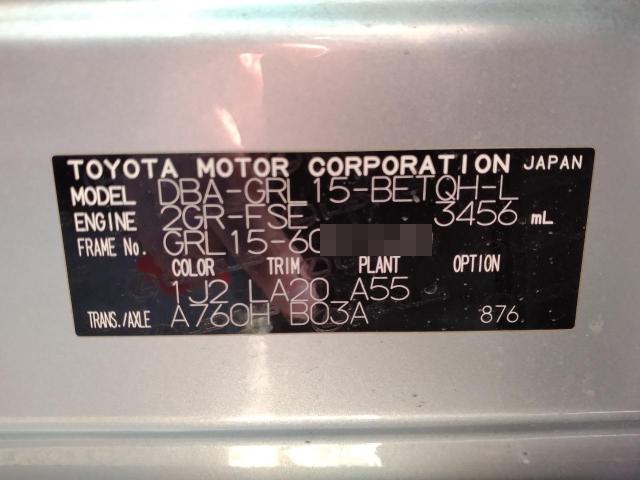 TOYOTA MOTOR CORPORATION JAPAN
MODEL DBA-GRL15-BETQH-L
ENGINE 2GR-FSE 3456 mL
FRAME No. GRL15-60
COLOR TRIM PLANT OPTION
1J2 LA20 A55
TRANS./AXLE A760H B03A 876